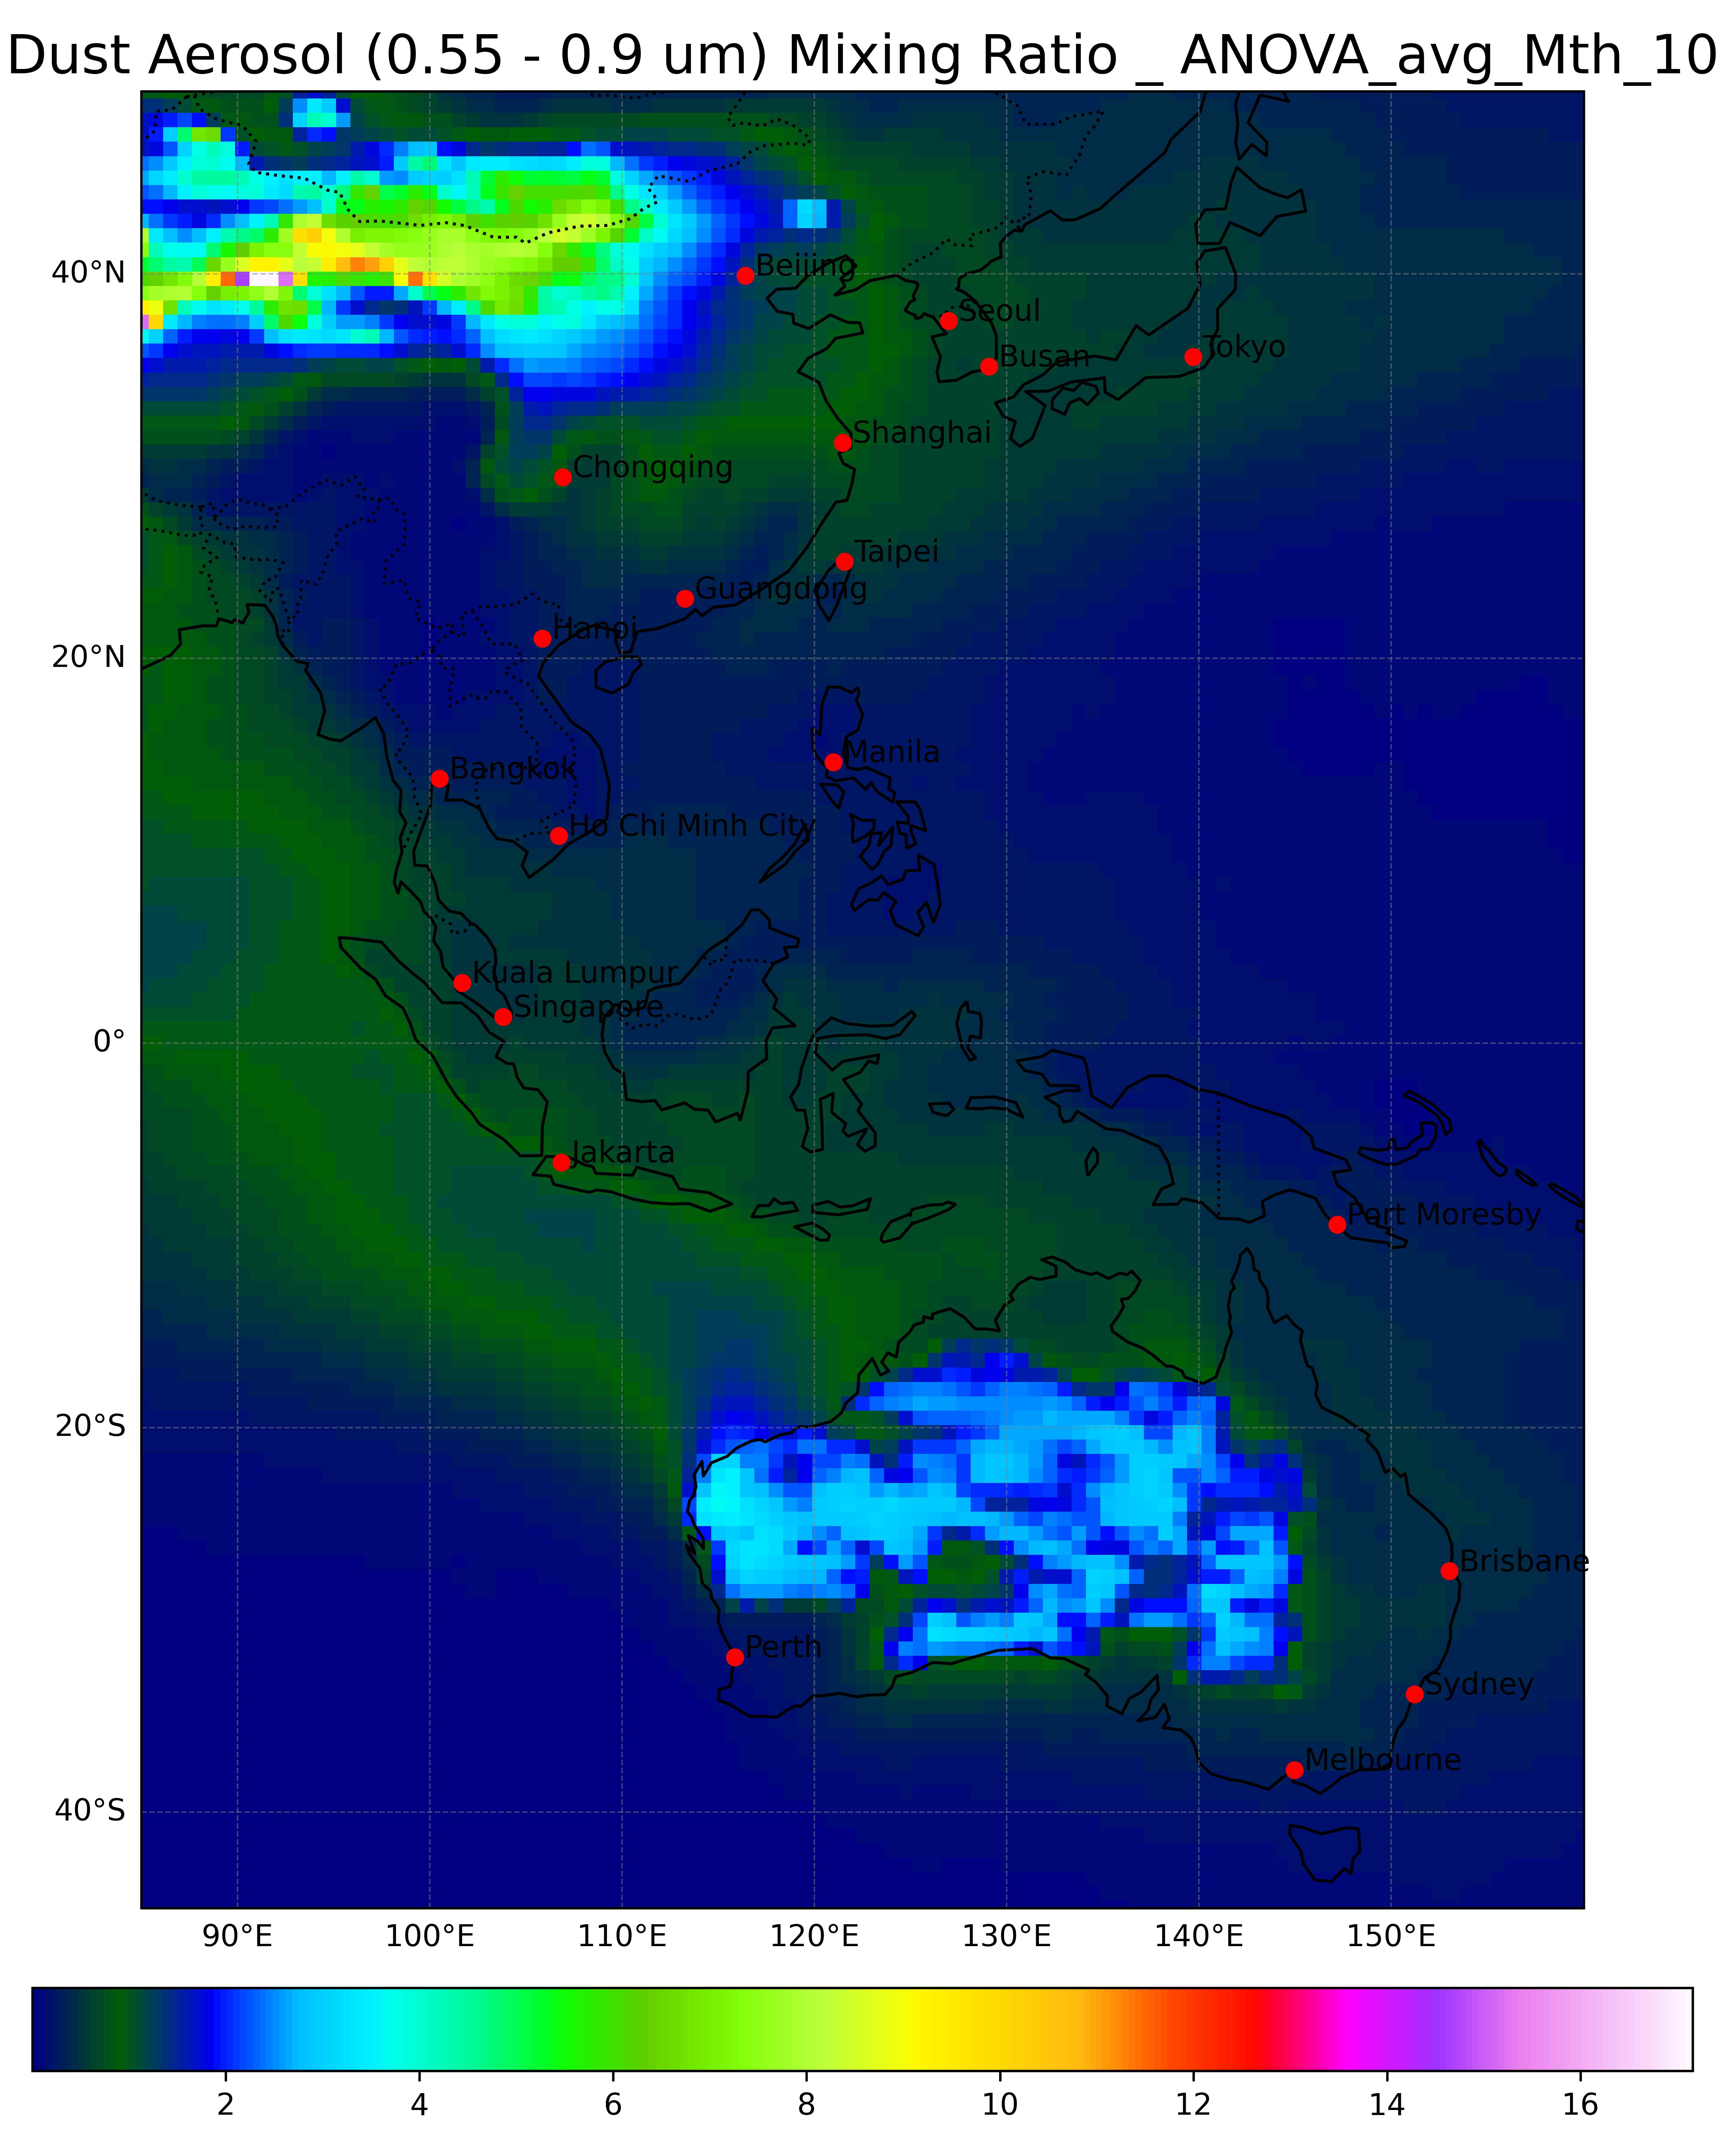 Dust Aerosol (0.55 - 0.9 um) Mixing Ratio _ ANOVA_avg_Mth_10
40°N
20°N
0°
20°S
40°S
Beijing
Seoul
Busan
Tokyo
Shanghai
Chongqing
Taipei
Guangdong
Hanoi
Manila
Bangkok
Ho Chi Minh City
Kuala Lumpur
Singapore
Jakarta
Port Moresby
Brisbane
Perth
Sydney
Melbourne
90°E 100°E 110°E 120°E 130°E 140°E 150°E
2 4 6 8 10 12 14 16